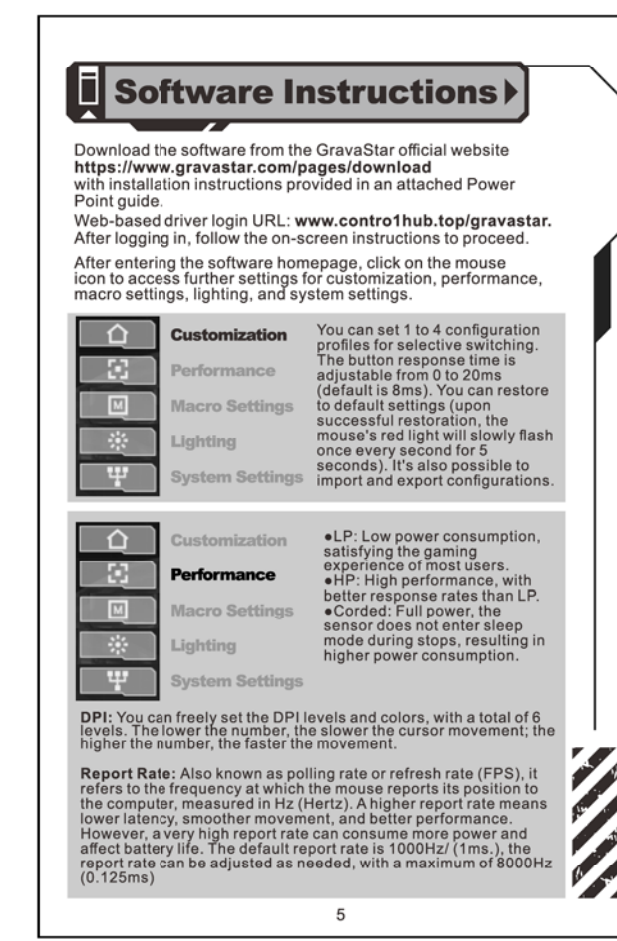 Software Instructions
Download the software from the GravaStar official website
https://www.gravastar.com/pages/download
with installation instructions provided in an attached Power
Point guide.
Web-based driver login URL: www.contro1hub.top/gravastar.
After logging in, follow the on-screen instructions to proceed.
After entering the software homepage, click on the mouse
icon to access further settings for customization, performance,
macro settings, lighting, and system settings.
Customization
Performance
M
Macro Settings
Lighting
System Settings
You can set 1 to 4 configuration
profiles for selective switching.
The button response time is
adjustable from 0 to 20ms
(default is 8ms). You can restore
to default settings (upon
successful restoration, the
mouse's red light will slowly flash
once every second for 5
seconds). It's also possible to
import and export configurations.
Customization
Performance
M
Macro Settings
Lighting
System Settings
●LP: Low power consumption,
satisfying the gaming
experience of most users.
●HP: High performance, with
better response rates than LP.
●Corded: Full power, the
sensor does not enter sleep
mode during stops, resulting in
higher power consumption.
DPI: You can freely set the DPI levels and colors, with a total of 6
levels. The lower the number, the slower the cursor movement; the
higher the number, the faster the movement.
Report Rate: Also known as polling rate or refresh rate (FPS), it
refers to the frequency at which the mouse reports its position to
the computer, measured in Hz (Hertz). A higher report rate means
lower latency, smoother movement, and better performance.
However, a very high report rate can consume more power and
affect battery life. The default report rate is 1000Hz/ (1ms.), the
report rate can be adjusted as needed, with a maximum of 8000Hz
(0.125ms)
5